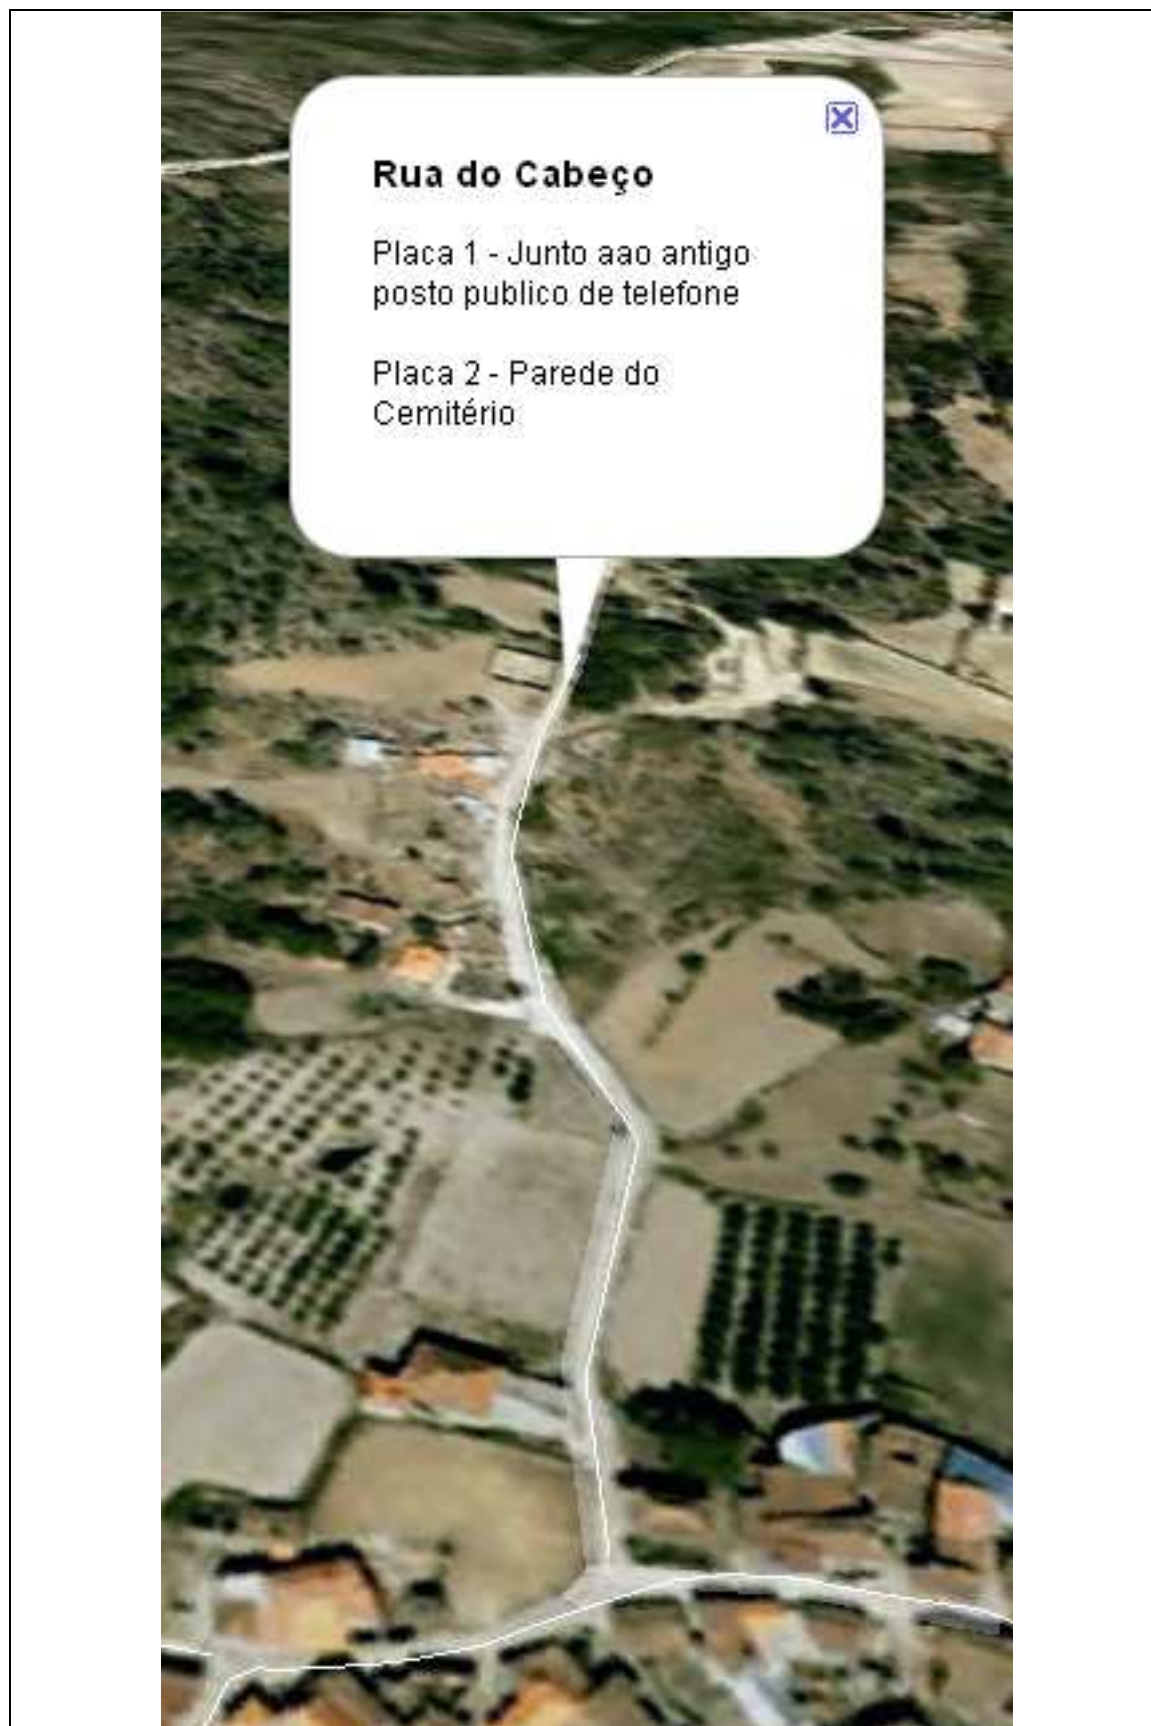 Rua do Cabeço
Placa 1 - Junto aao antigo
posto publico de telefone
Placa 2 - Parede do
Cemitério